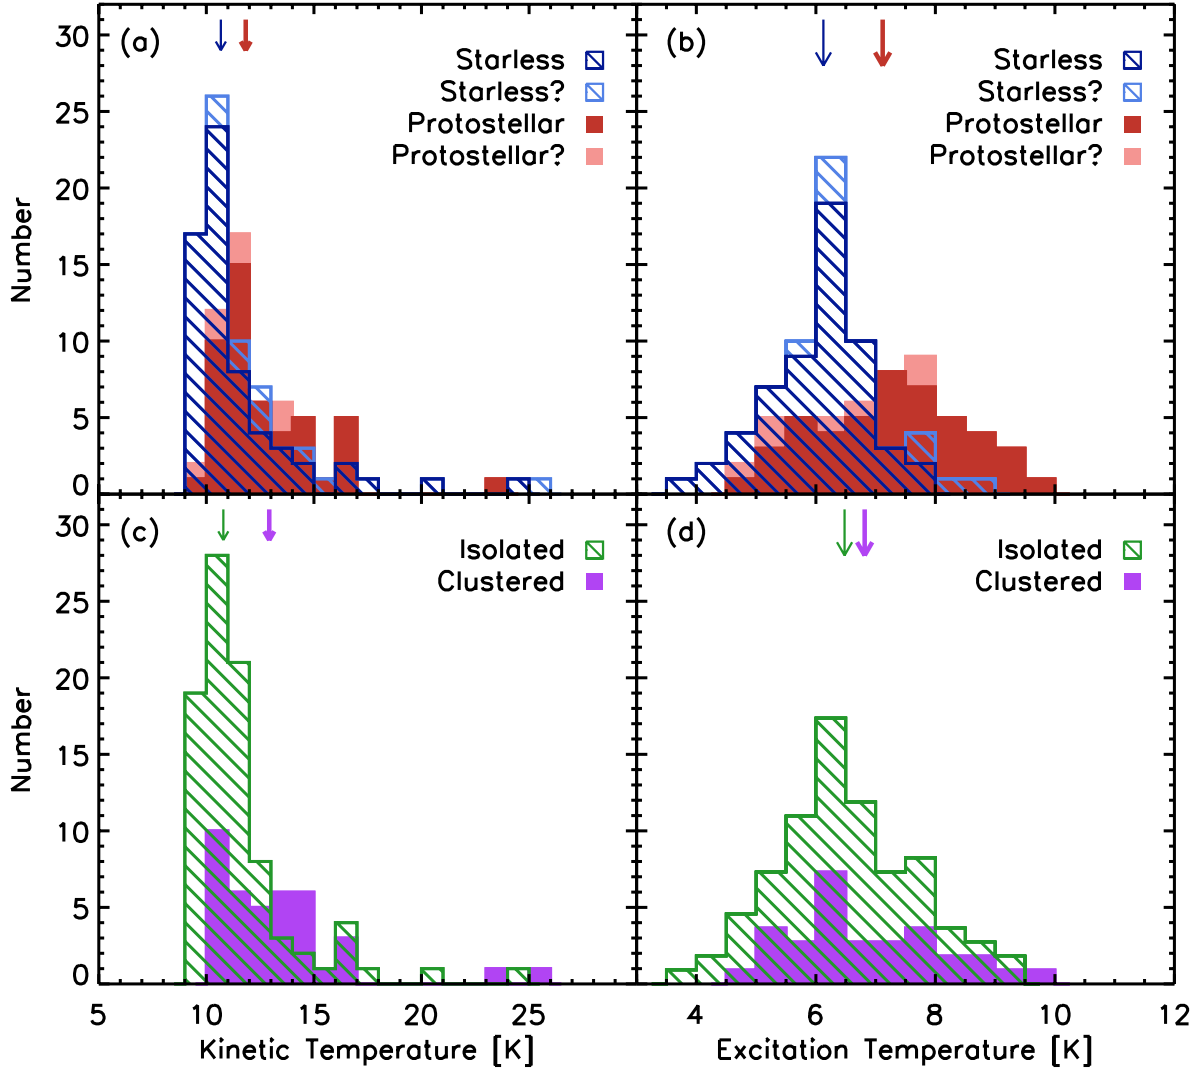 (a)
Starless
Starless?
Protostellar
Protostellar?
30
25
20
15
10
5
0
Number
(b)
Starless
Starless?
Protostellar
Protostellar?
(c)
Isolated
Clustered
30
25
20
15
10
5
0
Number
5 10 15 20 25
Kinetic Temperature [K]
(d)
Isolated
Clustered
4 6 8 10 12
Excitation Temperature [K]